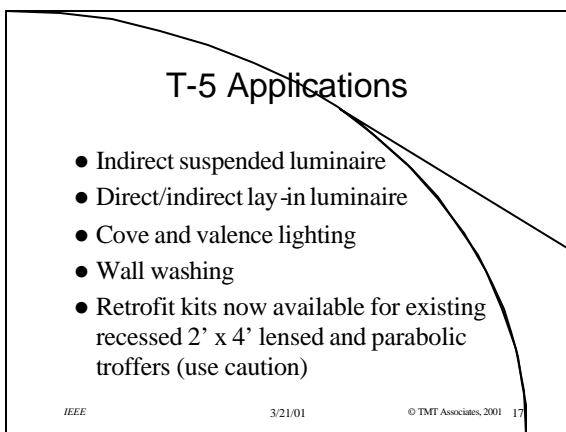 T-5 Applications
● Indirect suspended luminaire
● Direct/indirect lay-in luminaire
● Cove and valence lighting
● Wall washing
● Retrofit kits now available for existing
recessed 2’ x 4’ lensed and parabolic
troffers (use caution)
IEEE 3/21/01 © TMT Associates, 2001 17